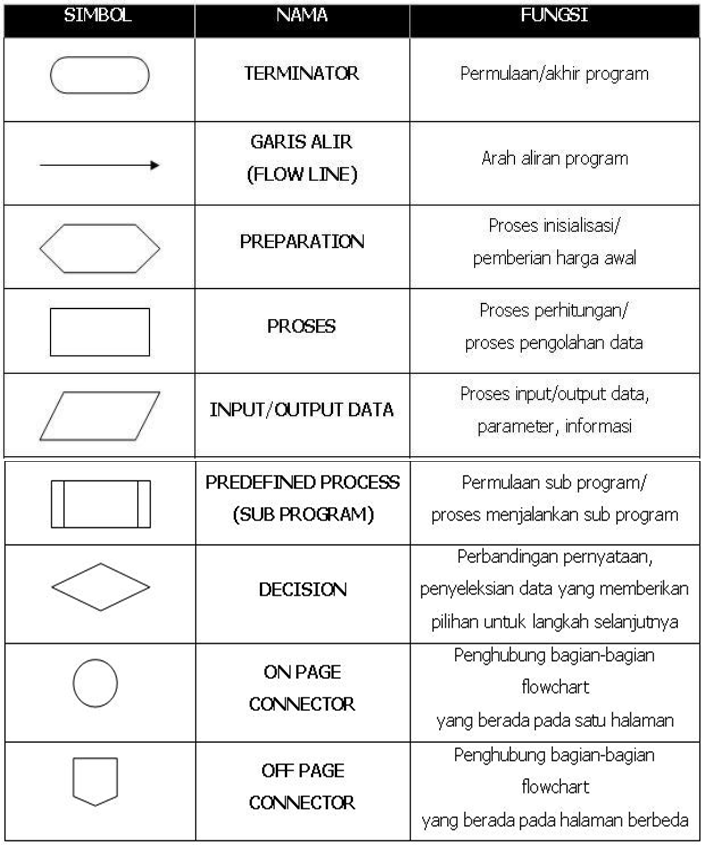 SIMBOL NAMA FUNGSI
TERMINATOR Permulaan/akhir program
GARIS ALIR
(FLOW LINE)
Arah aliran program
PREPARATION
Proses inisialisasi/
pemberian harga awal
PROSES
Proses perhitungan/
proses pengolahan data
INPUT/OUTPUT DATA
Proses input/output data,
parameter, informasi
PREDEFINED PROCESS
(SUB PROGRAM)
Permulaan sub program/
proses menjalankan sub program
DECISION
Perbandingan pernyataan,
penyeleksian data yang memberikan
pilihan untuk langkah selanjutnya
ON PAGE
CONNECTOR
Penghubung bagian-bagian
flowchart
yang berada pada satu halaman
OFF PAGE
CONNECTOR
Penghubung bagian-bagian
flowchart
yang berada pada halaman berbeda